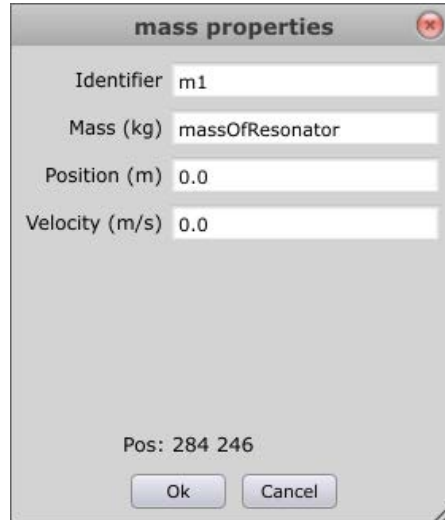 mass properties
Identifier m1
Mass (kg) massOfResonator
Position (m) 0.0
Velocity (m/s) 0.0
Pos: 284 246
Ok Cancel